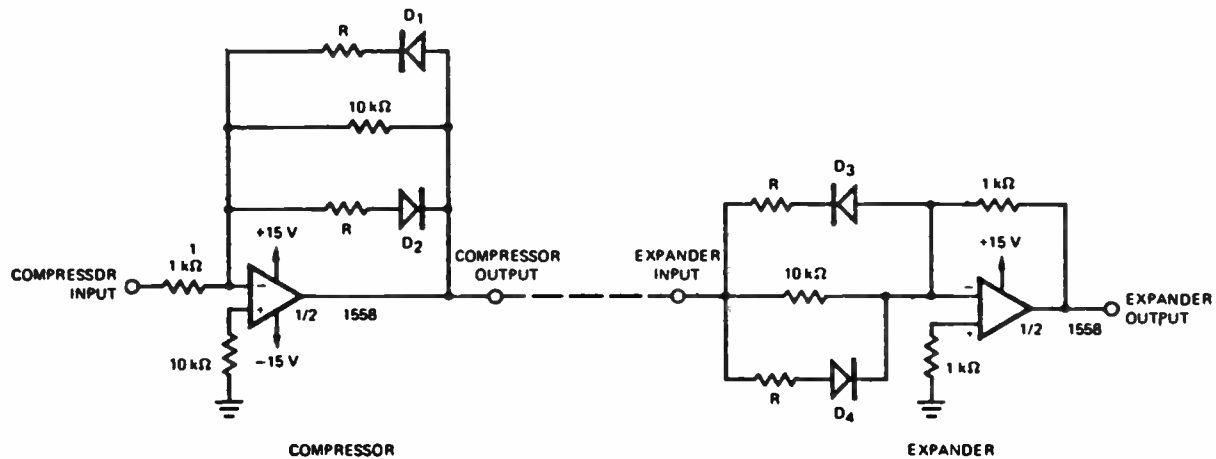 D1
R
10 kΩ
R
D2
+15 V
1
1 kΩ
COMPRESSDR
INPUT
−
+
1/2 1558
−15 V
10 kΩ
COMPRESSOR
OUTPUT
EXPANDER
INPUT
D3
R
1 kΩ
+15 V
10 kΩ
−
+
1/2 1558
EXPANDER
OUTPUT
R
D4
1 kΩ
COMPRESSOR
EXPANDER